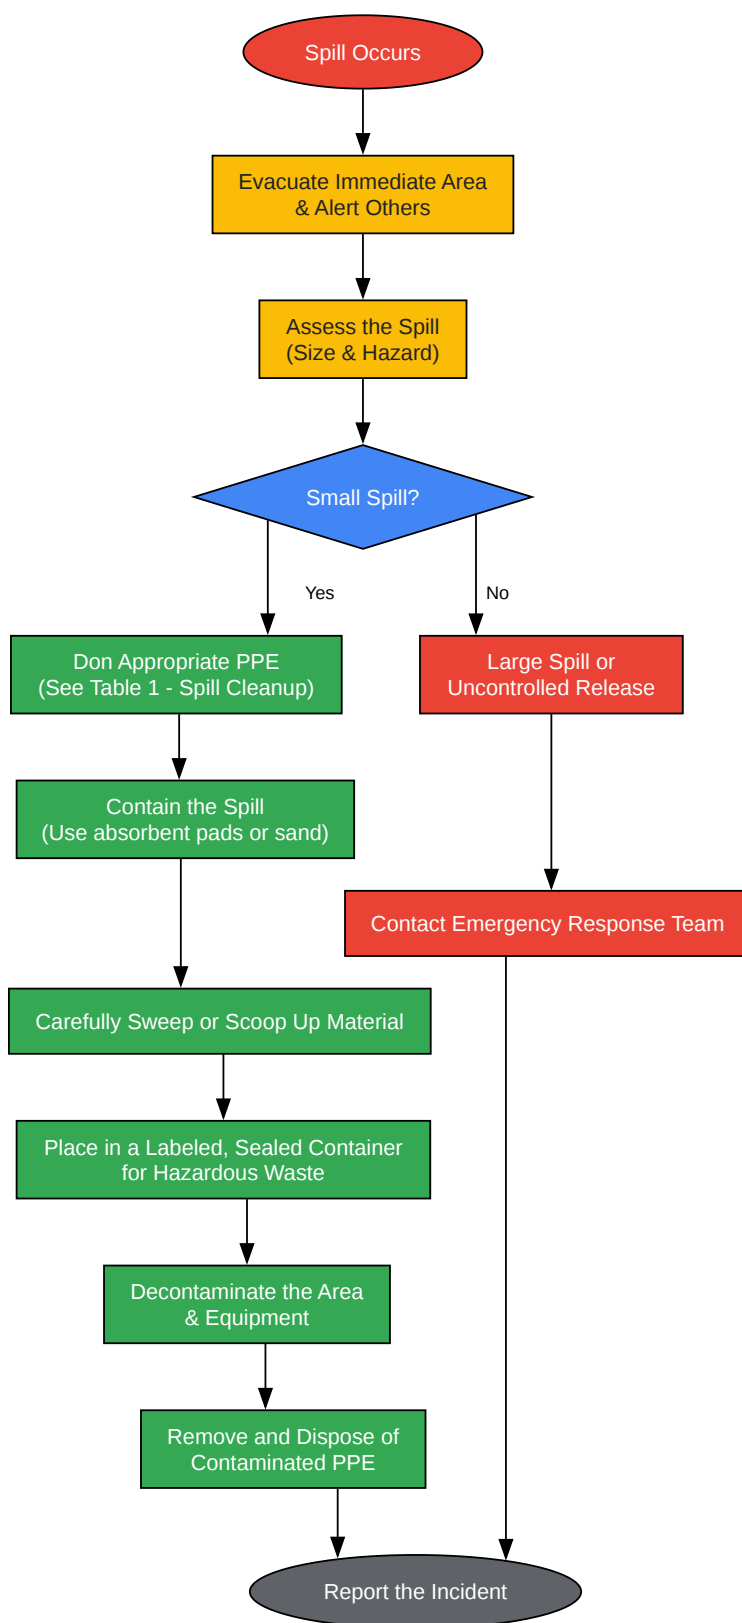 Spill Occurs
Evacuate Immediate Area
& Alert Others
Assess the Spill
(Size & Hazard)
Small Spill?
Yes
No
Don Appropriate PPE
(See Table 1 - Spill Cleanup)
Large Spill or
Uncontrolled Release
Contain the Spill
(Use absorbent pads or sand)
Contact Emergency Response Team
Carefully Sweep or Scoop Up Material
Place in a Labeled, Sealed Container
for Hazardous Waste
Decontaminate the Area
& Equipment
Remove and Dispose of
Contaminated PPE
Report the Incident